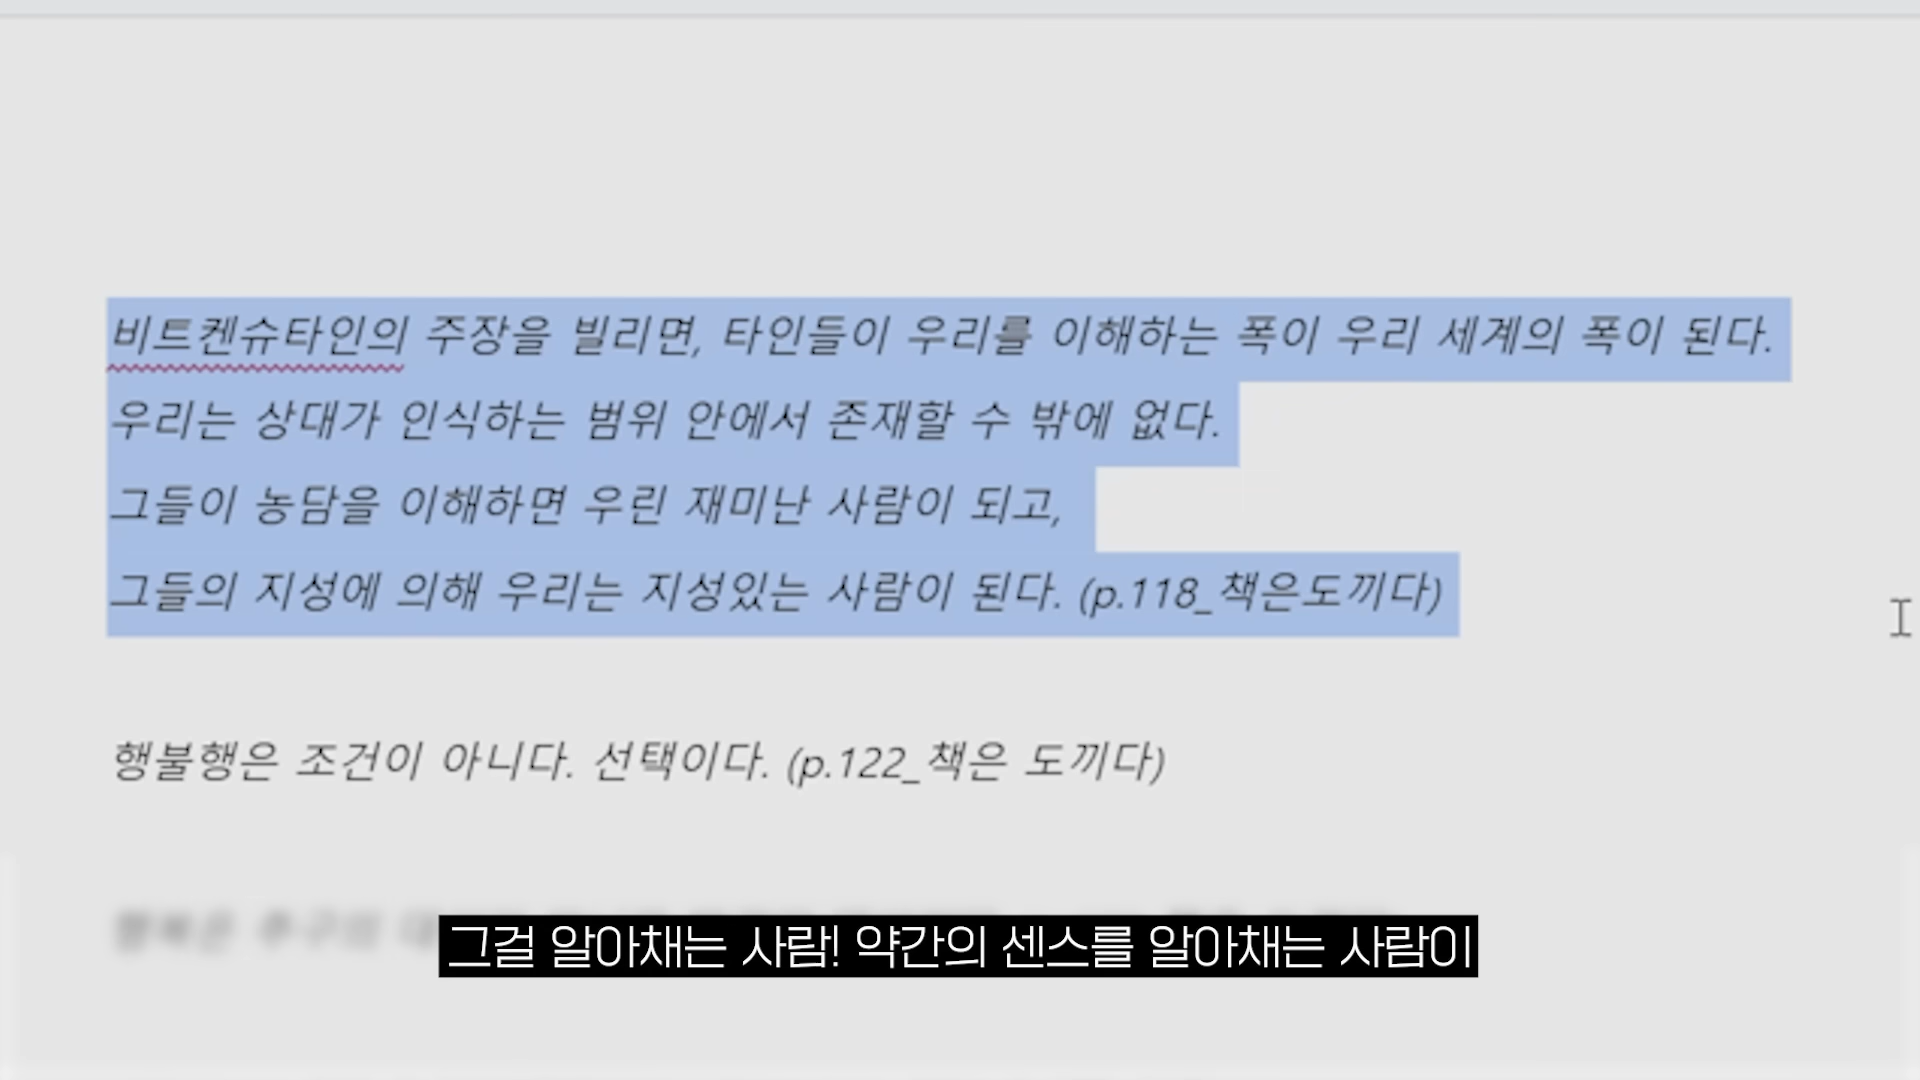 비트켄슈타인의 주장을 빌리면, 타인들이 우리를 이해하는 폭이 우리 세계의 폭이 된다.
우리는 상대가 인식하는 범위 안에서 존재할 수 밖에 없다.
그들이 농담을 이해하면 우린 재미난 사람이 되고,
그들의 지성에 의해 우리는 지성있는 사람이 된다. (p.118_책은도끼다)
행불행은 조건이 아니다. 선택이다. (p.122_책은 도끼다)
그걸 알아채는 사람! 약간의 센스를 알아채는 사람이